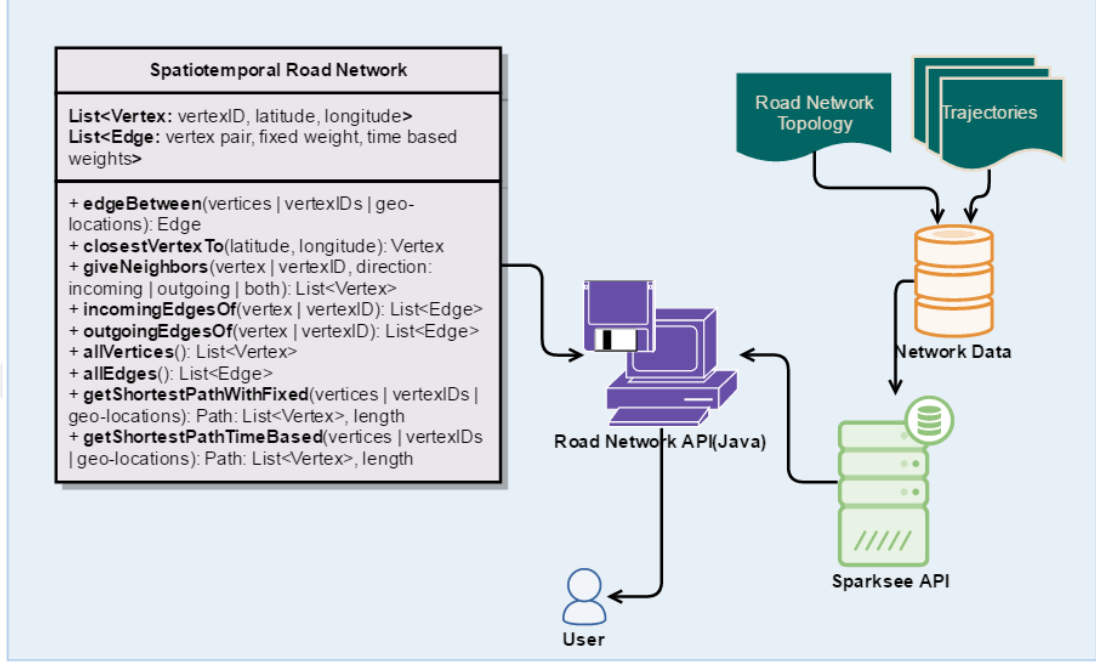 Spatiotemporal Road Network
List<Vertex: vertexID, latitude, longitude>
List<Edge: vertex pair, fixed weight, time based
weights>
+ edgeBetween(vertices | vertexIDs | geo-
locations): Edge
+ closestVertexTo(latitude, longitude): Vertex
+ giveNeighbors(vertex | vertexID, direction:
incoming | outgoing | both): List<Vertex>
+ incomingEdgesOf(vertex | vertexID): List<Edge>
+ outgoingEdgesOf(vertex | vertexID): List<Edge>
+ allVertices(): List<Vertex>
+ allEdges(): List<Edge>
+ getShortestPathWithFixed(vertices | vertexIDs |
geo-locations): Path: List<Vertex>, length
+ getShortestPathTimeBased(vertices | vertexIDs
| geo-locations): Path: List<Vertex>, length
Road Network
Topology
Trajectories
Network Data
Road Network API(Java)
Sparksee API
User